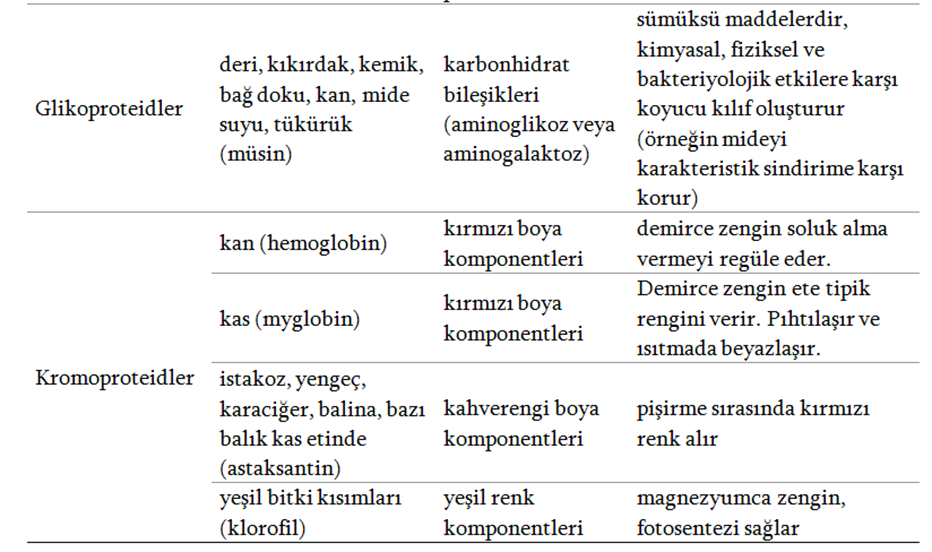 Glikoproteidler
deri, kıkırdak, kemik,
bağ doku, kan, mide
suyu, tükürük
(müsin)
karbonhidrat
bileşikleri
(aminoglikoz veya
aminogalaktoz)
sümüksü maddelerdir,
kimyasal, fiziksel ve
bakteriyolojik etkilere karşı
koyucu kılıf oluşturur
(örneğin mideyi
karakteristik sindirime karşı
korur)
Kromoproteidler
kan (hemoglobin)
kırmızı boya
komponentleri
demirce zengin soluk alma
vermeyi regüle eder.
kas (myglobin)
kırmızı boya
komponentleri
Demirce zengin ete tipik
rengini verir. Pıhtılaşır ve
ısıtmada beyazlaşır.
istakoz, yengeç,
karaciğer, balina, bazı
balık kas etinde
(astaksantin)
kahverengi boya
komponentleri
pişirme sırasında kırmızı
renk alır
yeşil bitki kısımları
(klorofil)
yeşil renk
komponentleri
magnezyumca zengin,
fotosentezi sağlar